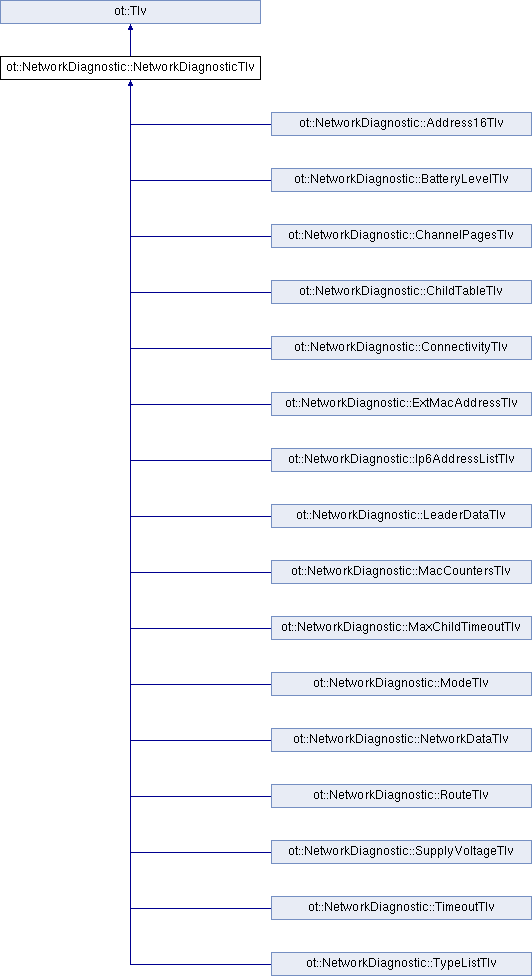 ot::Tlv
ot::NetworkDiagnostic::NetworkDiagnosticTlv
ot::NetworkDiagnostic::Address16Tlv
ot::NetworkDiagnostic::BatteryLevelTlv
ot::NetworkDiagnostic::ChannelPagesTlv
ot::NetworkDiagnostic::ChildTableTlv
ot::NetworkDiagnostic::ConnectivityTlv
ot::NetworkDiagnostic::ExtMacAddressTlv
ot::NetworkDiagnostic::Ip6AddressListTlv
ot::NetworkDiagnostic::LeaderDataTlv
ot::NetworkDiagnostic::MacCountersTlv
ot::NetworkDiagnostic::MaxChildTimeoutTlv
ot::NetworkDiagnostic::ModeTlv
ot::NetworkDiagnostic::NetworkDataTlv
ot::NetworkDiagnostic::RouteTlv
ot::NetworkDiagnostic::SupplyVoltageTlv
ot::NetworkDiagnostic::TimeoutTlv
ot::NetworkDiagnostic::TypeListTlv